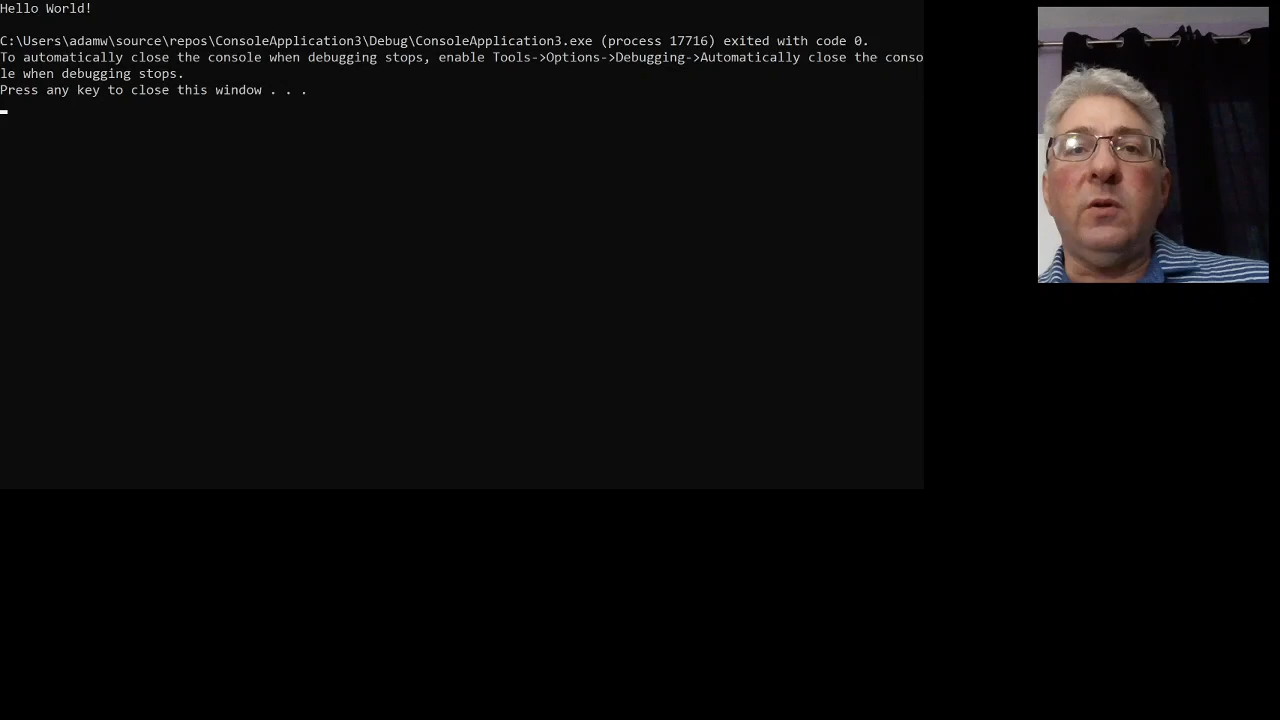 Hello World!
C:\Users\adamw\source\repos\ConsoleApplication3\Debug\ConsoleApplication3.exe (process 17716) exited with code 0.
To automatically close the console when debugging stops, enable Tools->Options->Debugging->Automatically close the conso
le when debugging stops.
Press any key to close this window . . .